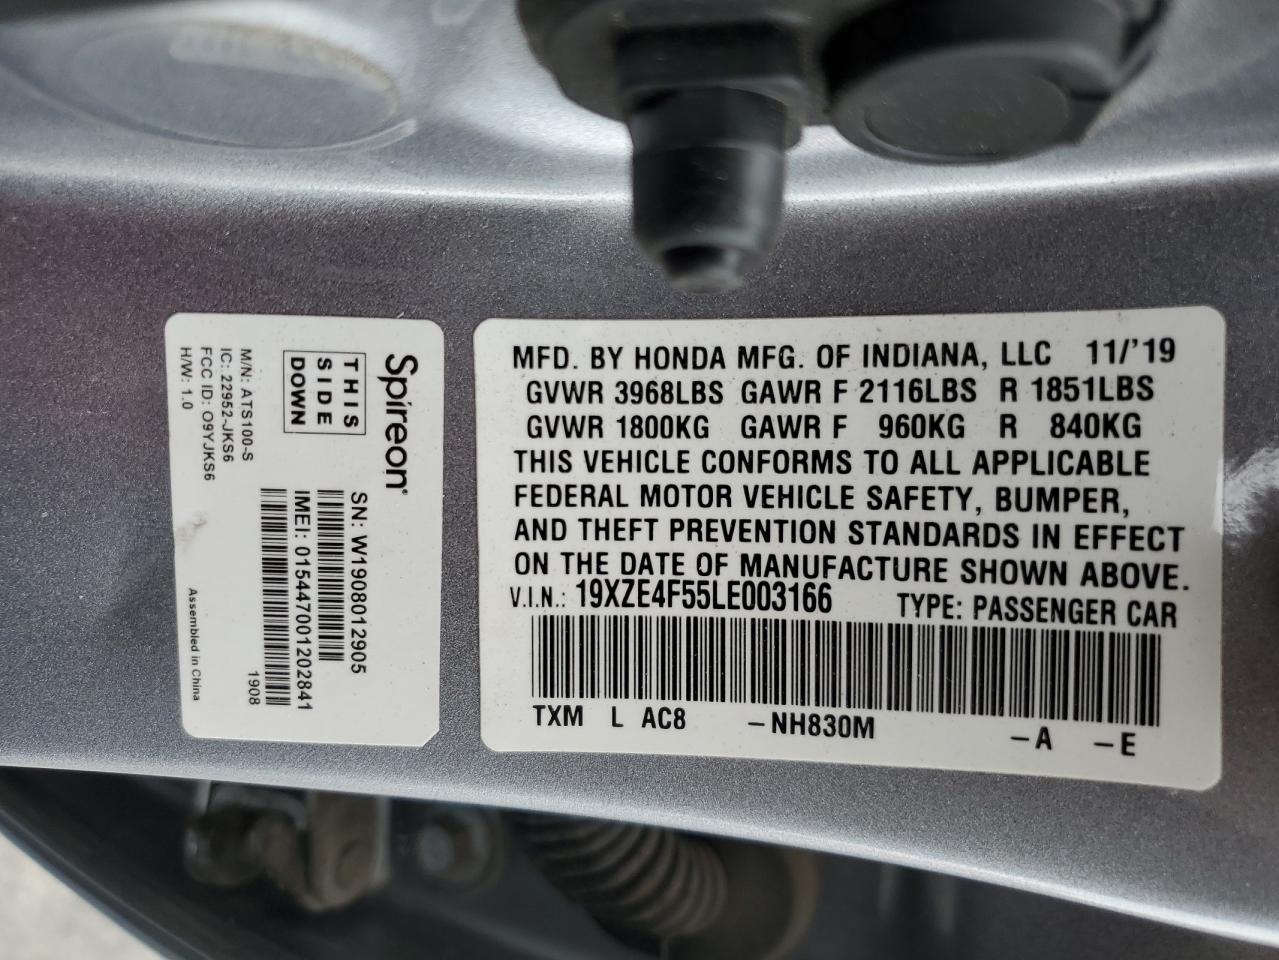 Spireon
THIS
SIDE
DOWN
M/N: ATS100-S
IC: 22952-JKS6
FCC ID: O9YJKS6
H/W: 1.0
SN: W1908012905
IMEI: 015447001202841
1908
Assembled in China
MFD. BY HONDA MFG. OF INDIANA, LLC 11/'19
GVWR 3968LBS GAWR F 2116LBS R 1851LBS
GVWR 1800KG GAWR F 960KG R 840KG
THIS VEHICLE CONFORMS TO ALL APPLICABLE
FEDERAL MOTOR VEHICLE SAFETY, BUMPER,
AND THEFT PREVENTION STANDARDS IN EFFECT
ON THE DATE OF MANUFACTURE SHOWN ABOVE.
V.I.N.: 19XZE4F55LE003166 TYPE: PASSENGER CAR
TXM L AC8 -NH830M -A -E